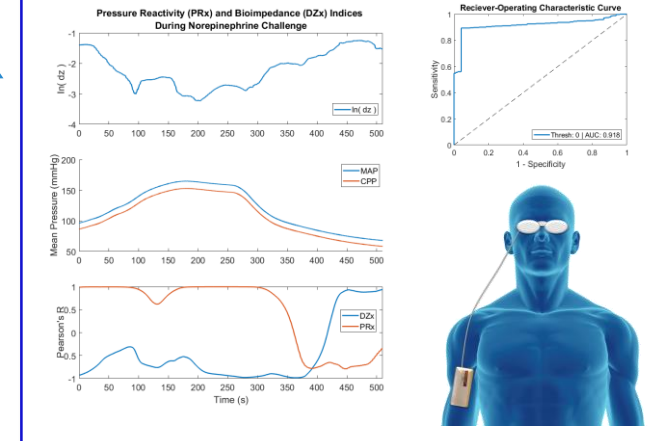 Pressure Reactivity (PRx) and Bioimpedance (DZx) Indices
During Norepinephrine Challenge
ln( dz )
-1
-2
-3
-4
0 50 100 150 200 250 300 350 400 450 500
ln( dz )
Mean Pressure (mmHg)
200
150
100
50
0 50 100 150 200 250 300 350 400 450 500
MAP
CPP
Pearson's R
1
0.5
0
-0.5
-1
0 50 100 150 200 250 300 350 400 450 500
DZx
PRx
Time (s)
Reciever-Operating Characteristic Curve
Sensitivity
1
0.8
0.6
0.4
0.2
0
0 0.2 0.4 0.6 0.8 1
Thresh: 0 | AUC: 0.918
1 - Specificity